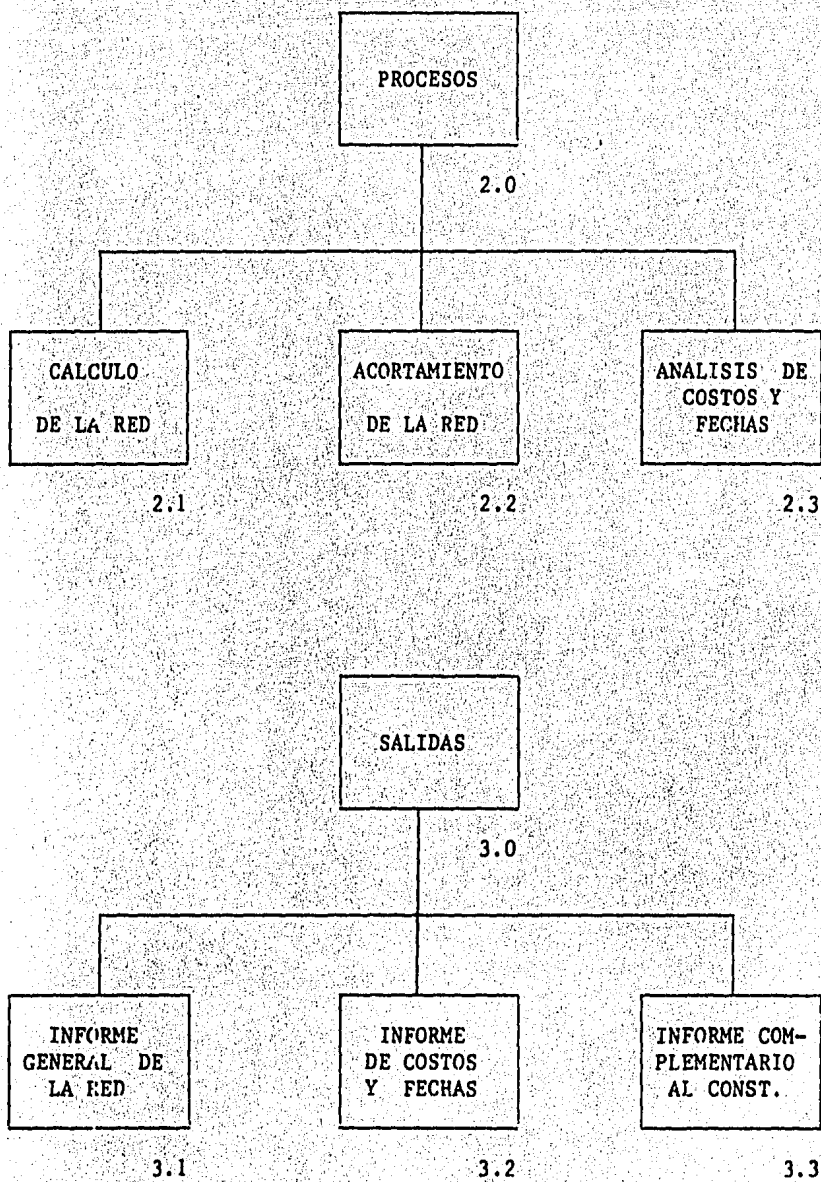 PROCESOS
2.0
CALCULO
DE LA RED
2.1
ACORTAMIENTO
DE LA RED
2.2
ANALISIS DE
COSTOS Y
FECHAS
2.3
SALIDAS
3.0
INFORME
GENERAL DE
LA RED
3.1
INFORME
DE COSTOS
Y FECHAS
3.2
INFORME COM-
PLEMENTARIO
AL CONST.
3.3